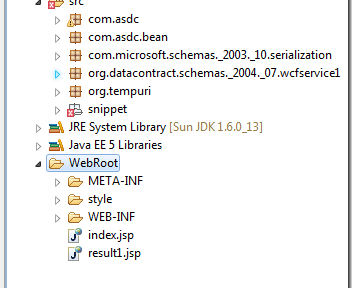 src
com.asdc
com.asdc.bean
com.microsoft.schemas._2003._10.serialization
org.datacontract.schemas._2004._07.wcfservice1
org.tempuri
snippet
JRE System Library [Sun JDK 1.6.0_13]
Java EE 5 Libraries
WebRoot
META-INF
style
WEB-INF
index.jsp
result1.jsp